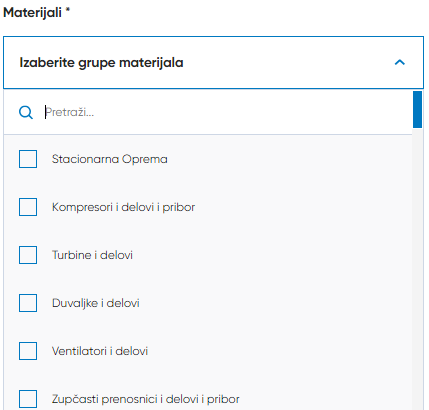 Materijali *
Izaberite grupe materijala
Pretraži...
Stacionarna Oprema
Kompresori i delovi i pribor
Turbine i delovi
Duvaljke i delovi
Ventilatori i delovi
Zupčasti prenosnici i delovi i pribor